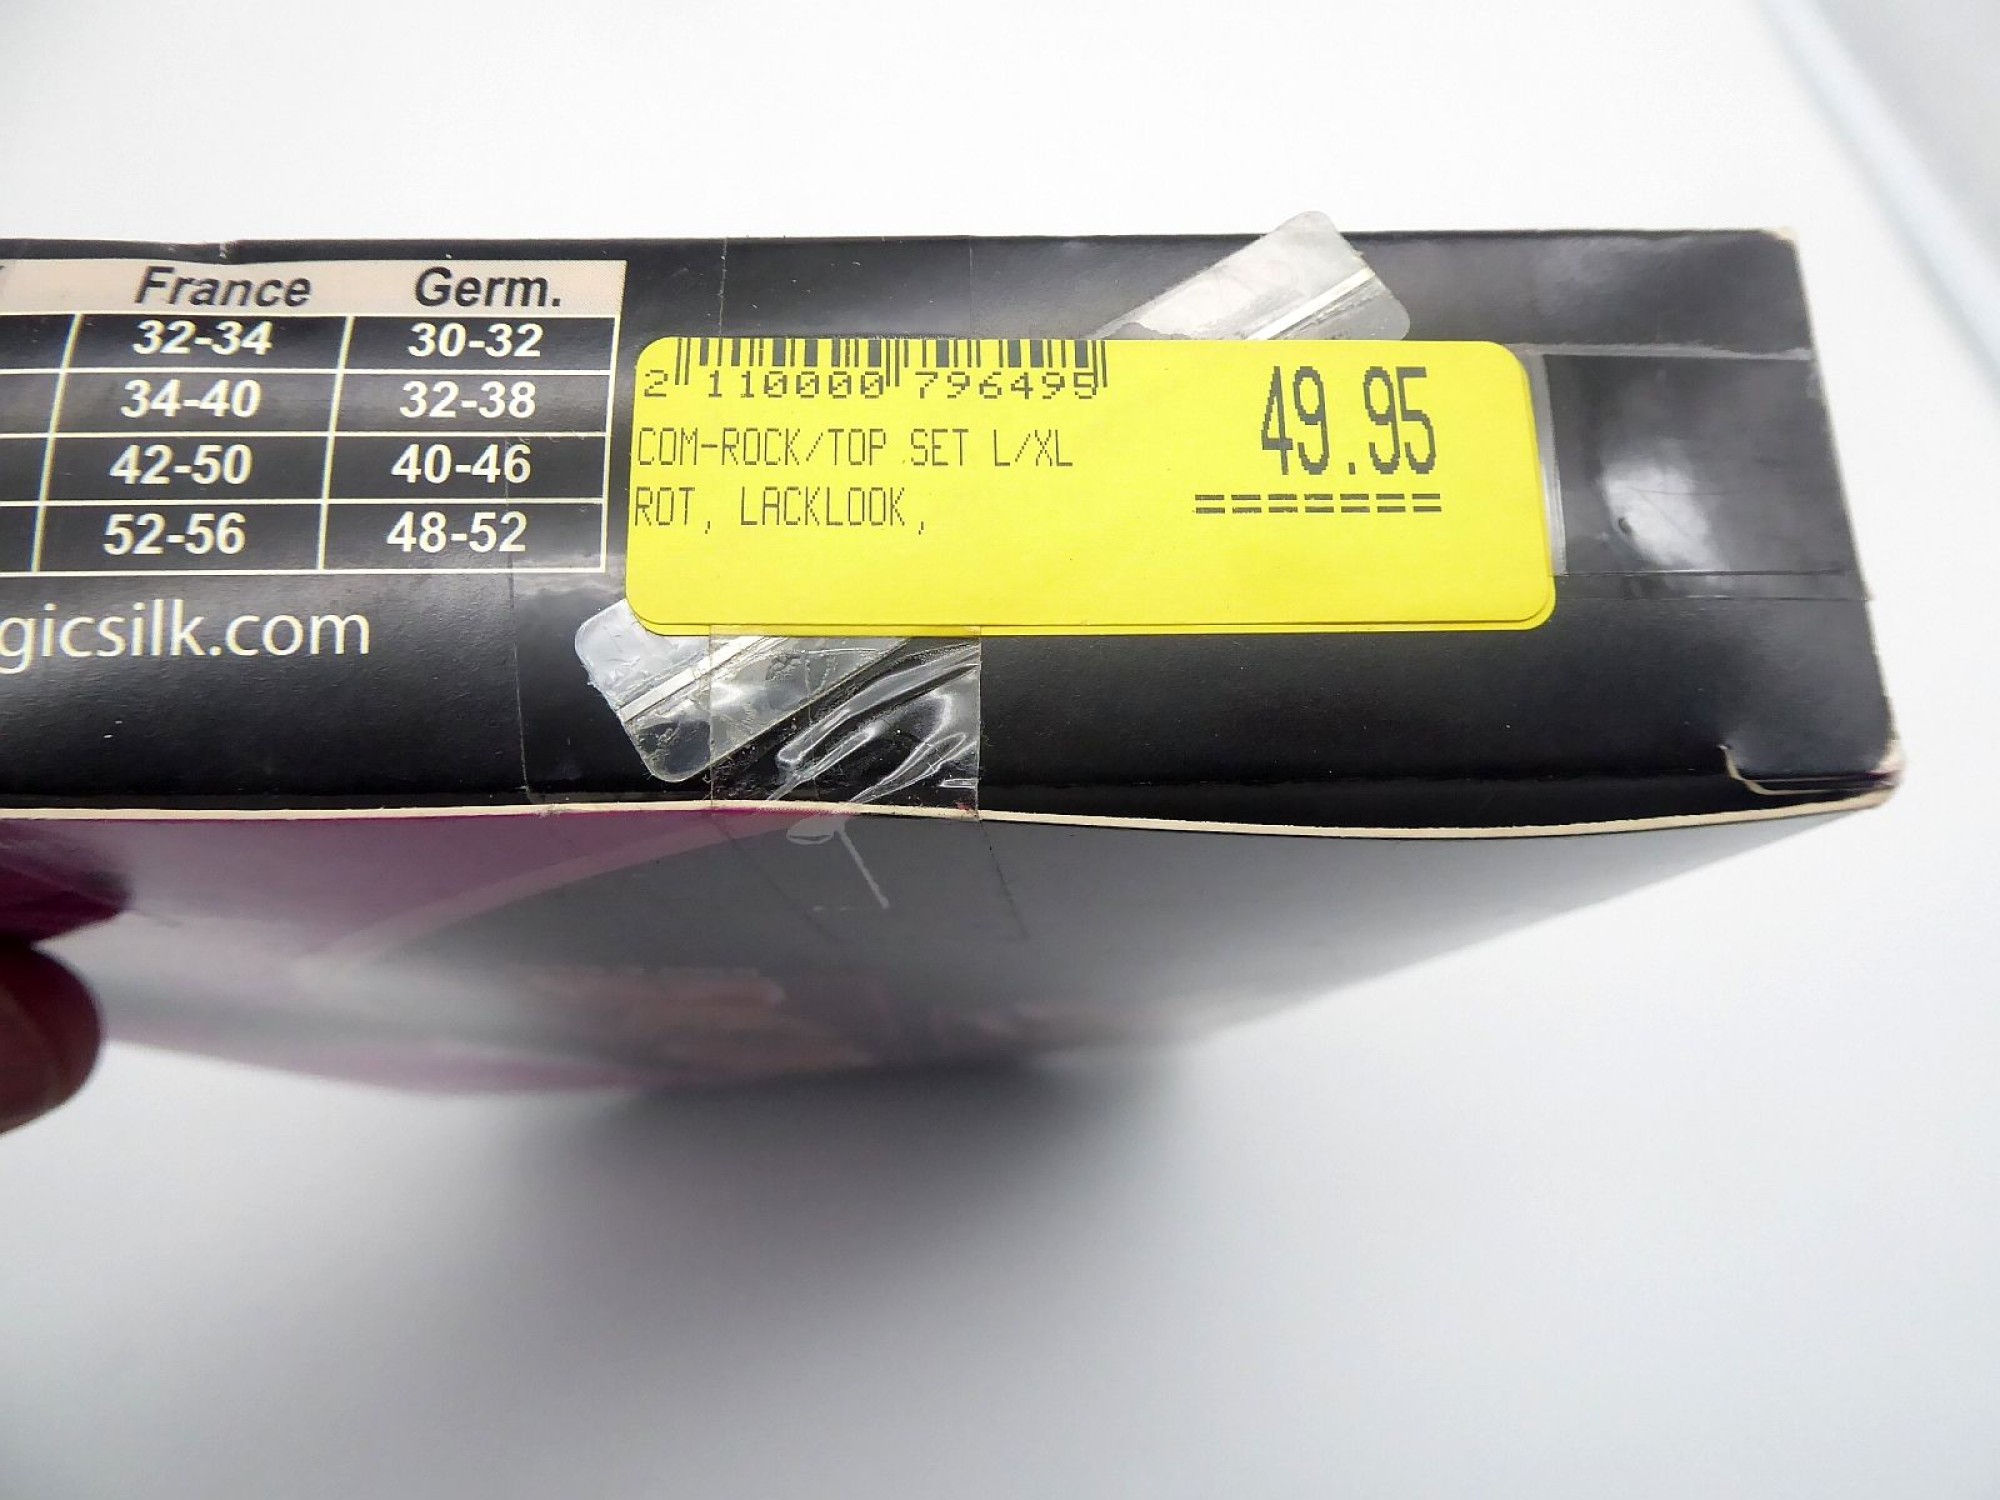 France Germ.
32-34 30-32
34-40 32-38
42-50 40-46
52-56 48-52
gicsilk.com
2 110000 796495
COM-ROCK/TOP SET L/XL
ROT, LACKLOOK,
49.95
=======